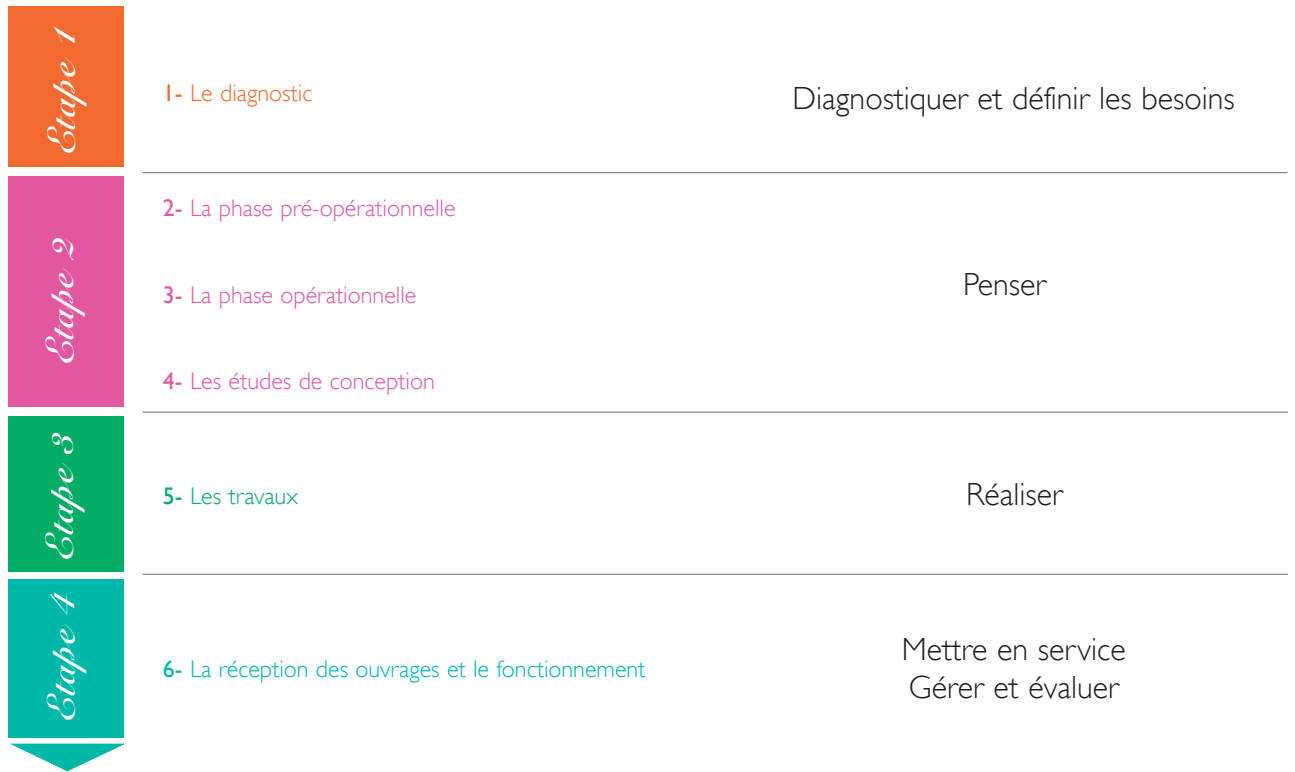 Etape 1
1- Le diagnostic
Diagnostiquer et définir les besoins
Etape 2
2- La phase pré-opérationnelle
3- La phase opérationnelle
4- Les études de conception
Penser
Etape 3
5- Les travaux
Réaliser
Etape 4
6- La réception des ouvrages et le fonctionnement
Mettre en service
Gérer et évaluer